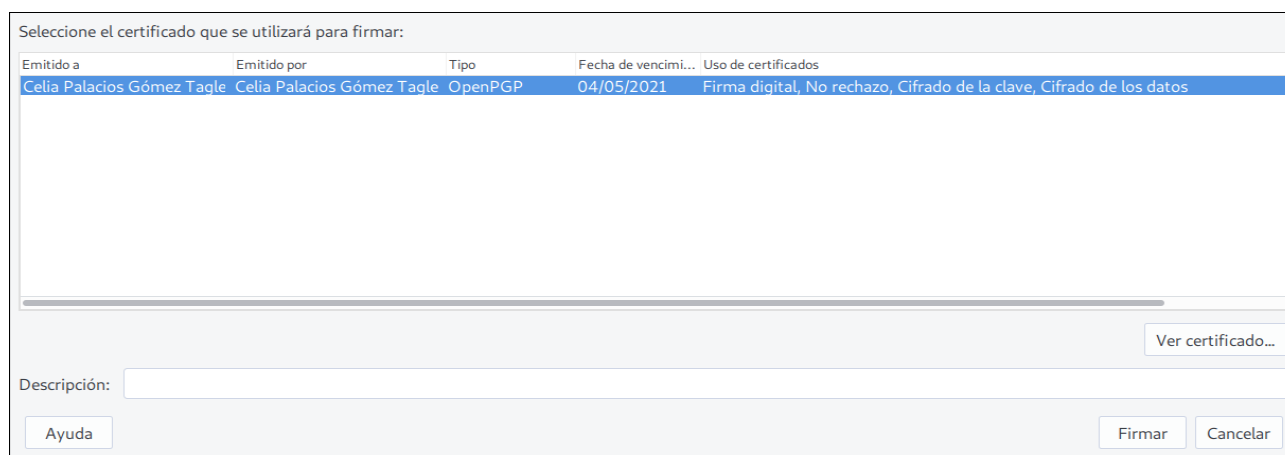 Seleccione el certificado que se utilizará para firmar:
Emitido a Emitido por Tipo Fecha de vencimi... Uso de certificados
Celia Palacios Gómez Tagle Celia Palacios Gómez Tagle OpenPGP 04/05/2021 Firma digital, No rechazo, Cifrado de la clave, Cifrado de los datos
Ver certificado...
Descripción:
Ayuda Firmar Cancelar